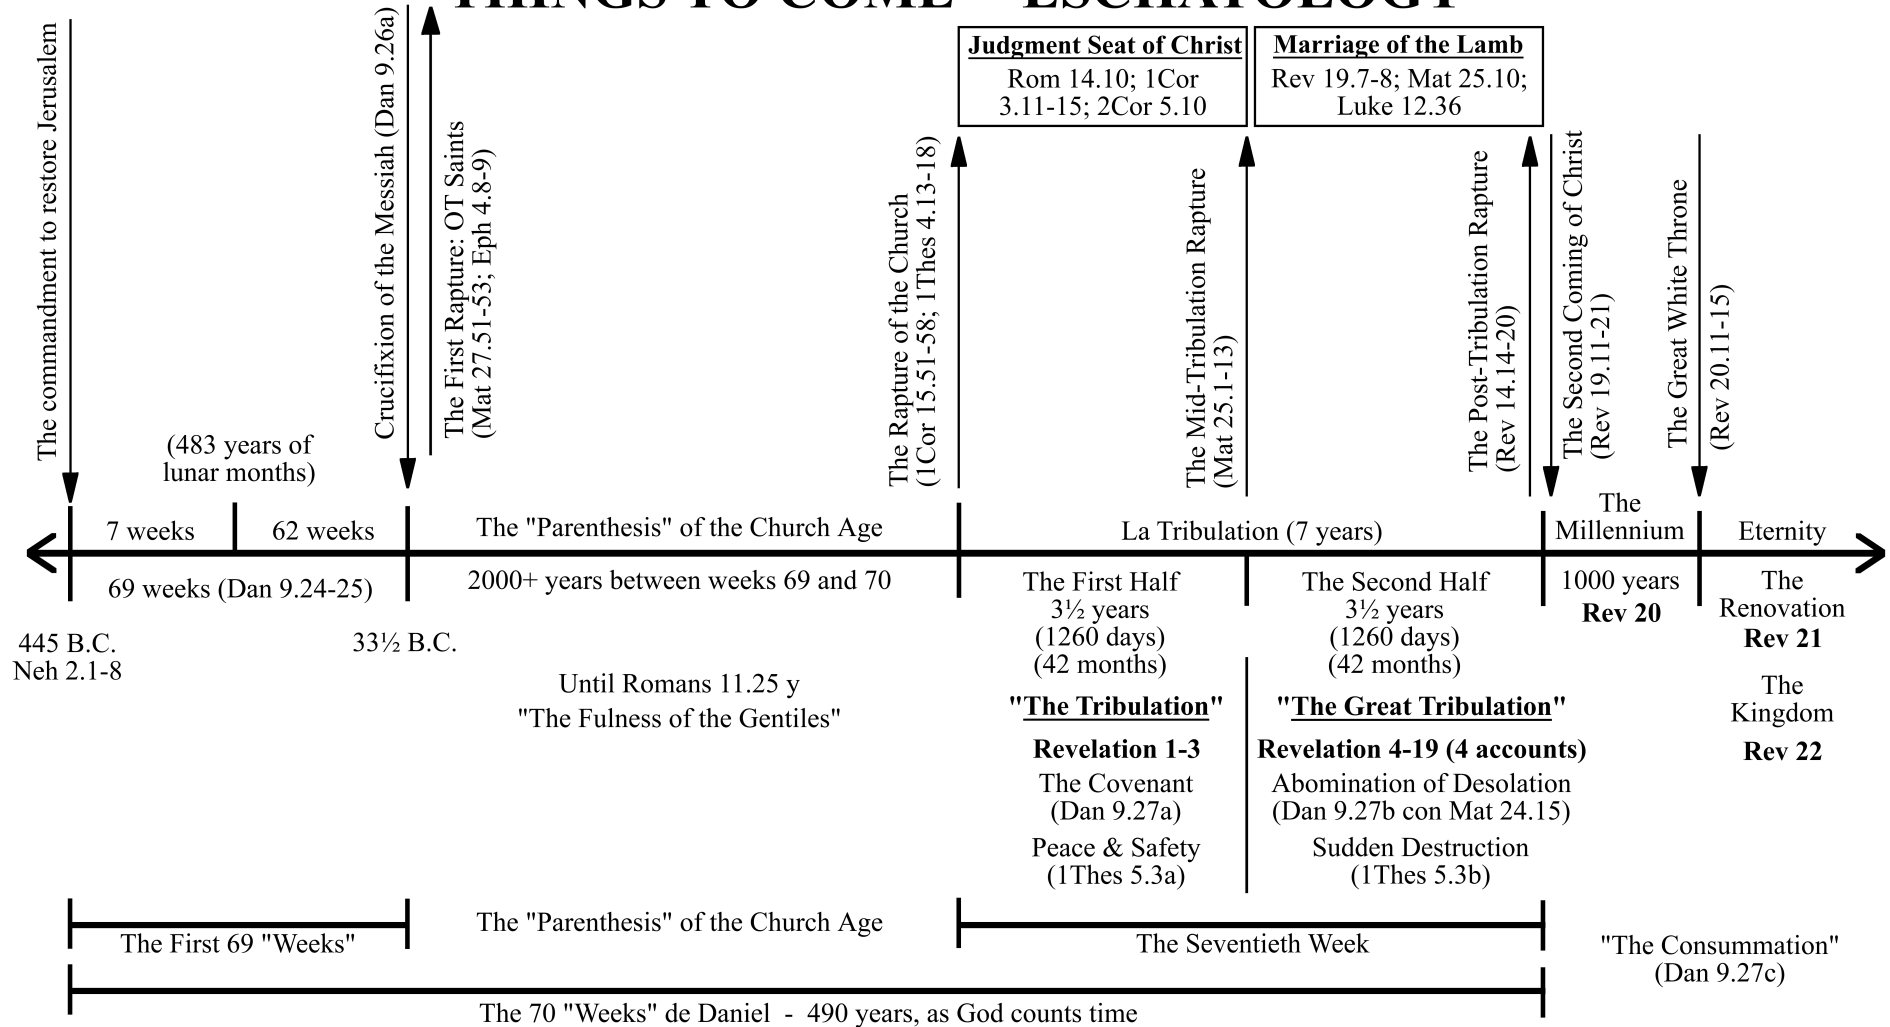 THINGS TO COME – ESCHATOLOGY
Judgment Seat of Christ
Rom 14.10; 1Cor
3.11-15; 2Cor 5.10
Marriage of the Lamb
Rev 19.7-8; Mat 25.10;
Luke 12.36
The commandment to restore Jerusalem
Crucifixion of the Messiah (Dan 9.26a)
The First Rapture: OT Saints
(Mat 27.51-53; Eph 4.8-9)
The Rapture of the Church
(1Cor 15.51-58; 1Thes 4.13-18)
The Mid-Tribulation Rapture
(Mat 25.1-13)
The Post-Tribulation Rapture
(Rev 14.14-20)
The Second Coming of Christ
(Rev 19.11-21)
The Great White Throne
(Rev 20.11-15)
(483 years of
lunar months)
7 weeks
62 weeks
The "Parenthesis" of the Church Age
La Tribulation (7 years)
The
Millennium
Eternity
69 weeks (Dan 9.24-25)
2000+ years between weeks 69 and 70
445 B.C.
Neh 2.1-8
33½ B.C.
Until Romans 11.25 y
"The Fulness of the Gentiles"
The First Half
3½ years
(1260 days)
(42 months)
"The Tribulation"
Revelation 1-3
The Covenant
(Dan 9.27a)
Peace & Safety
(1Thes 5.3a)
The Second Half
3½ years
(1260 days)
(42 months)
"The Great Tribulation"
Revelation 4-19 (4 accounts)
Abomination of Desolation
(Dan 9.27b con Mat 24.15)
Sudden Destruction
(1Thes 5.3b)
1000 years
Rev 20
The
Renovation
Rev 21
The
Kingdom
Rev 22
The First 69 "Weeks"
The "Parenthesis" of the Church Age
The Seventieth Week
"The Consummation"
(Dan 9.27c)
The 70 "Weeks" de Daniel - 490 years, as God counts time